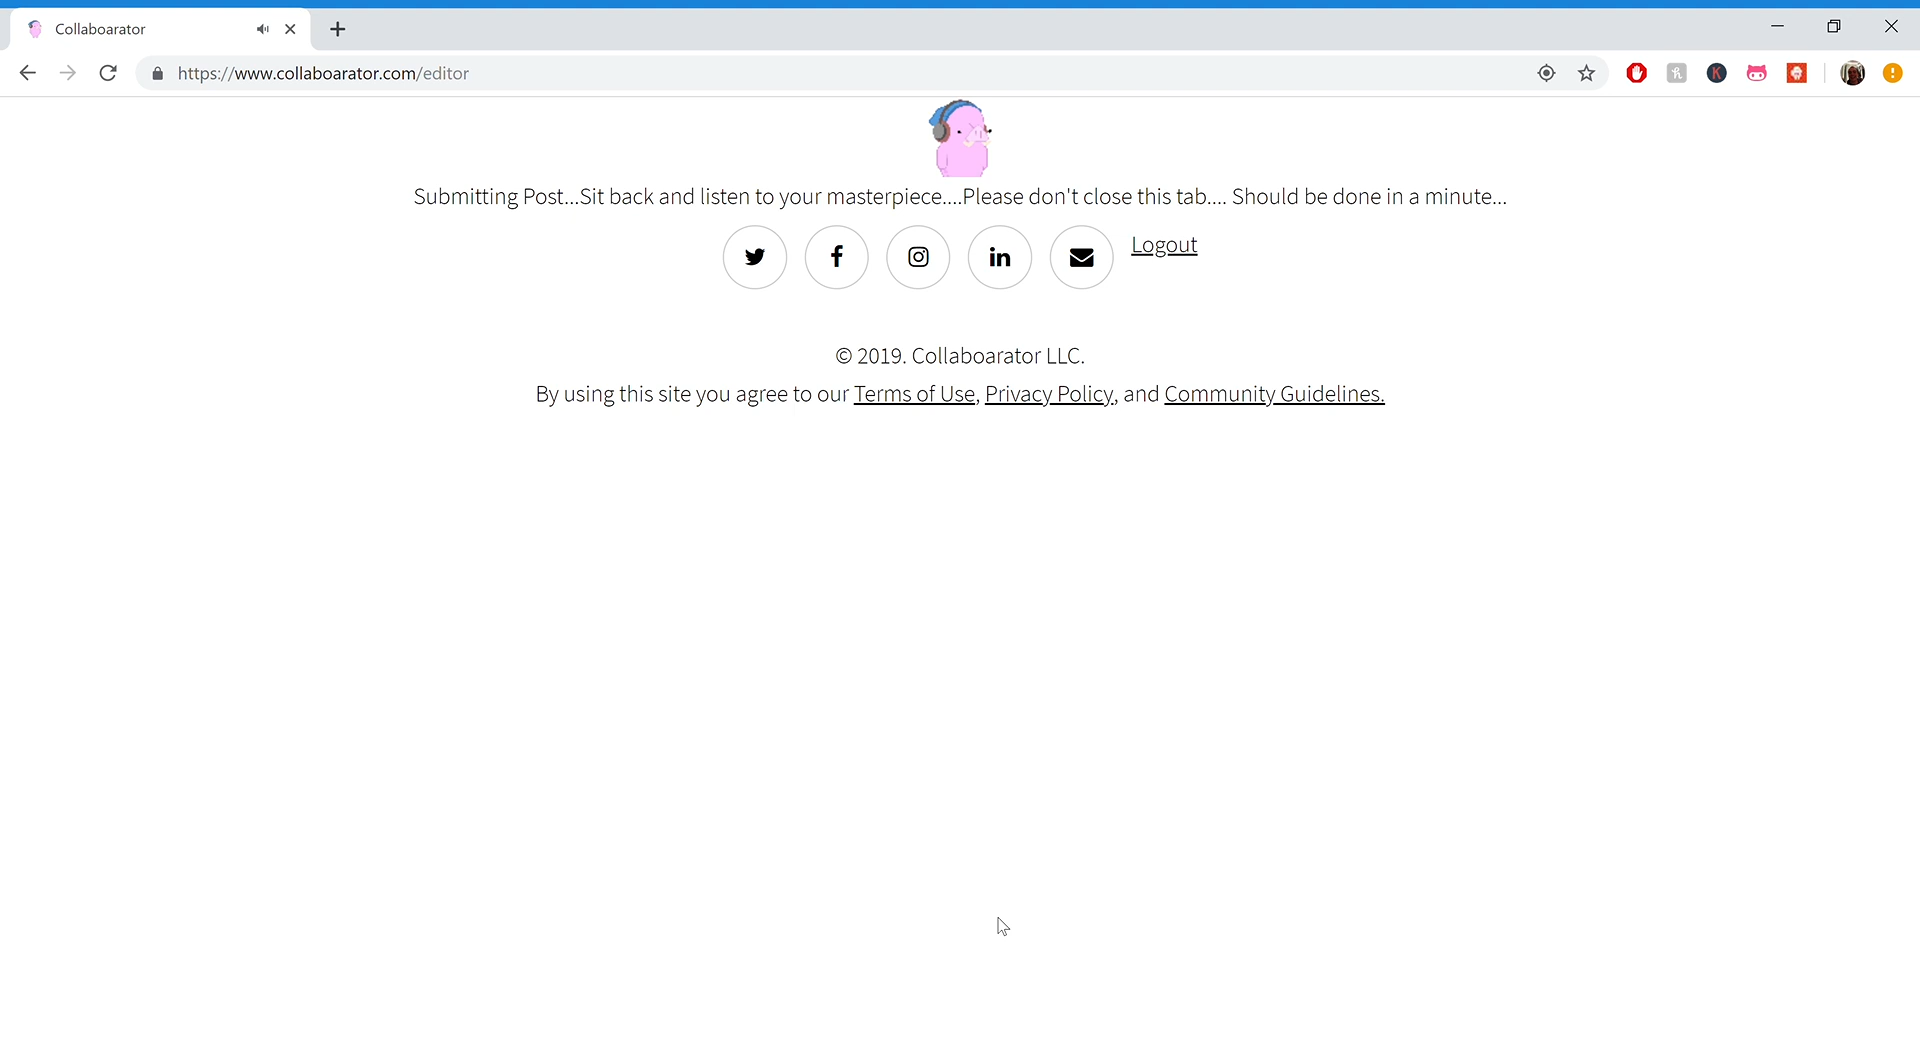 Collaboarator
https://www.collaboarator.com/editor
Submitting Post...Sit back and listen to your masterpiece....Please don't close this tab.... Should be done in a minute...
Logout
© 2019. Collaboarator LLC.
By using this site you agree to our Terms of Use, Privacy Policy, and Community Guidelines.